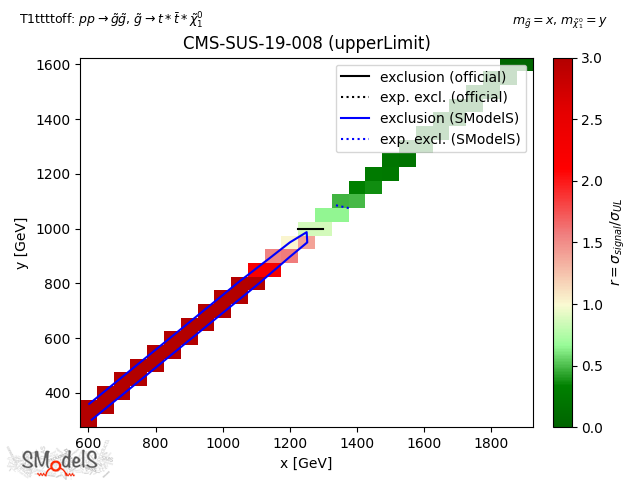 T1ttttoff: pp → g̃g̃, g̃ → t * t̄ * χ̃₁⁰
m_g̃ = x, m_χ̃₁⁰ = y
CMS-SUS-19-008 (upperLimit)
exclusion (official)
exp. excl. (official)
exclusion (SModelS)
exp. excl. (SModelS)
1600
1400
1200
1000
800
600
400
y [GeV]
600 800 1000 1200 1400 1600 1800
x [GeV]
3.0
2.5
2.0
1.5
1.0
0.5
0.0
r = σ_signal/σ_UL
SModelS